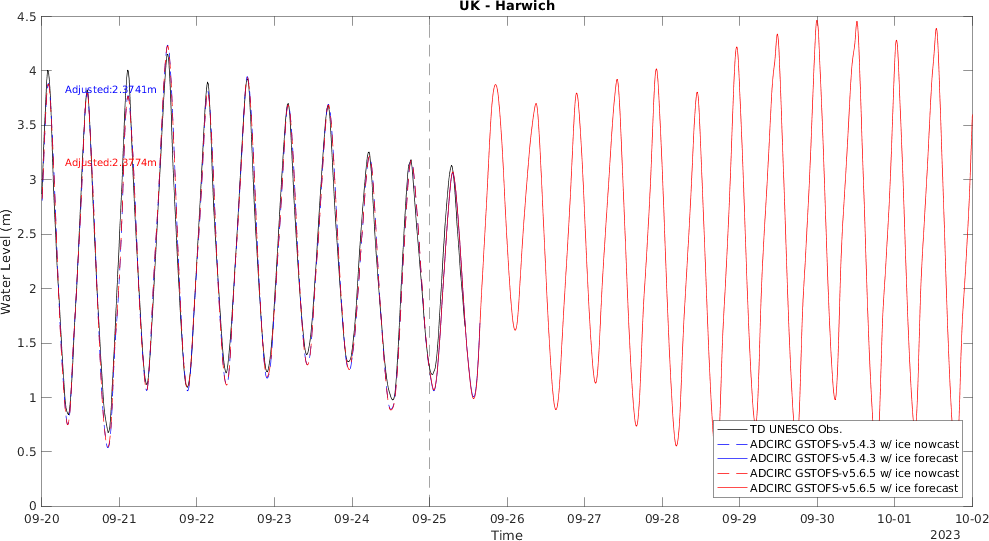 UK - Harwich
4.5
4
3.5
3
2.5
2
1.5
1
0.5
0
Water Level (m)
Adjusted:2.3741m
Adjusted:2.3774m
TD UNESCO Obs.
ADCIRC GSTOFS-v5.4.3 w/ ice nowcast
ADCIRC GSTOFS-v5.4.3 w/ ice forecast
ADCIRC GSTOFS-v5.6.5 w/ ice nowcast
ADCIRC GSTOFS-v5.6.5 w/ ice forecast
09-20 09-21 09-22 09-23 09-24 09-25 09-26 09-27 09-28 09-29 09-30 10-01 10-02
Time
2023